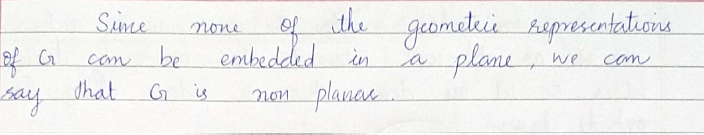 Since none of the geometric representations
of G can be embedded in a plane, we can
say that G is non planar.